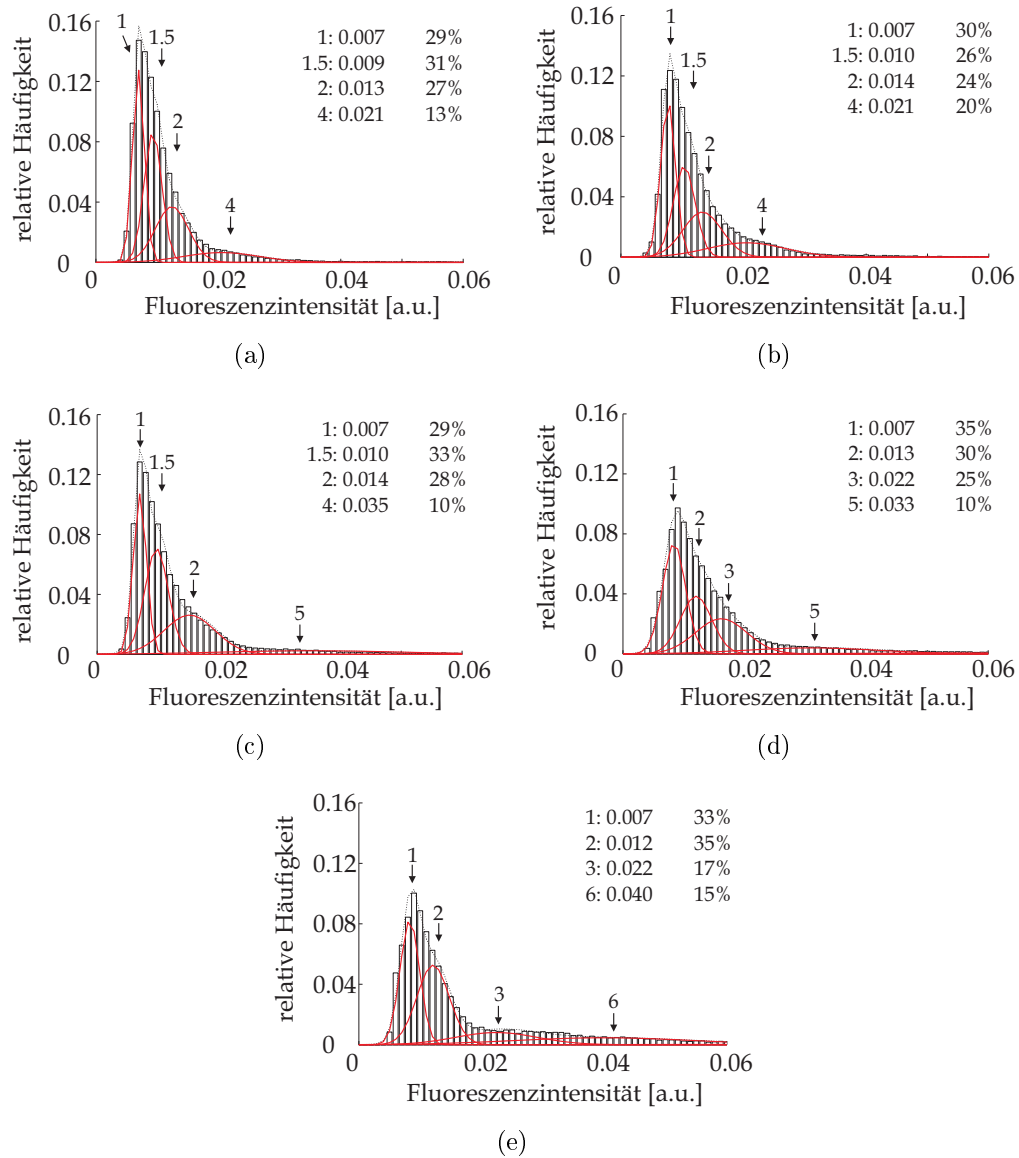 0.16
0.12
0.08
0.04
0
relative Häufigkeit
1
1.5
2
4
1: 0.007 29%
1.5: 0.009 31%
2: 0.013 27%
4: 0.021 13%
0 0.02 0.04 0.06
Fluoreszenzintensität [a.u.]
(a)
0.16
0.12
0.08
0.04
0
relative Häufigkeit
1
1.5
2
4
1: 0.007 30%
1.5: 0.010 26%
2: 0.014 24%
4: 0.021 20%
0 0.02 0.04 0.06
Fluoreszenzintensität [a.u.]
(b)
0.16
0.12
0.08
0.04
0
relative Häufigkeit
1
1.5
2
5
1: 0.007 29%
1.5: 0.010 33%
2: 0.014 28%
4: 0.035 10%
0 0.02 0.04 0.06
Fluoreszenzintensität [a.u.]
(c)
0.16
0.12
0.08
0.04
0
relative Häufigkeit
1
2
3
5
1: 0.007 35%
2: 0.013 30%
3: 0.022 25%
5: 0.033 10%
0 0.02 0.04 0.06
Fluoreszenzintensität [a.u.]
(d)
0.16
0.12
0.08
0.04
0
relative Häufigkeit
1
2
3
6
1: 0.007 33%
2: 0.012 35%
3: 0.022 17%
6: 0.040 15%
0 0.02 0.04 0.06
Fluoreszenzintensität [a.u.]
(e)